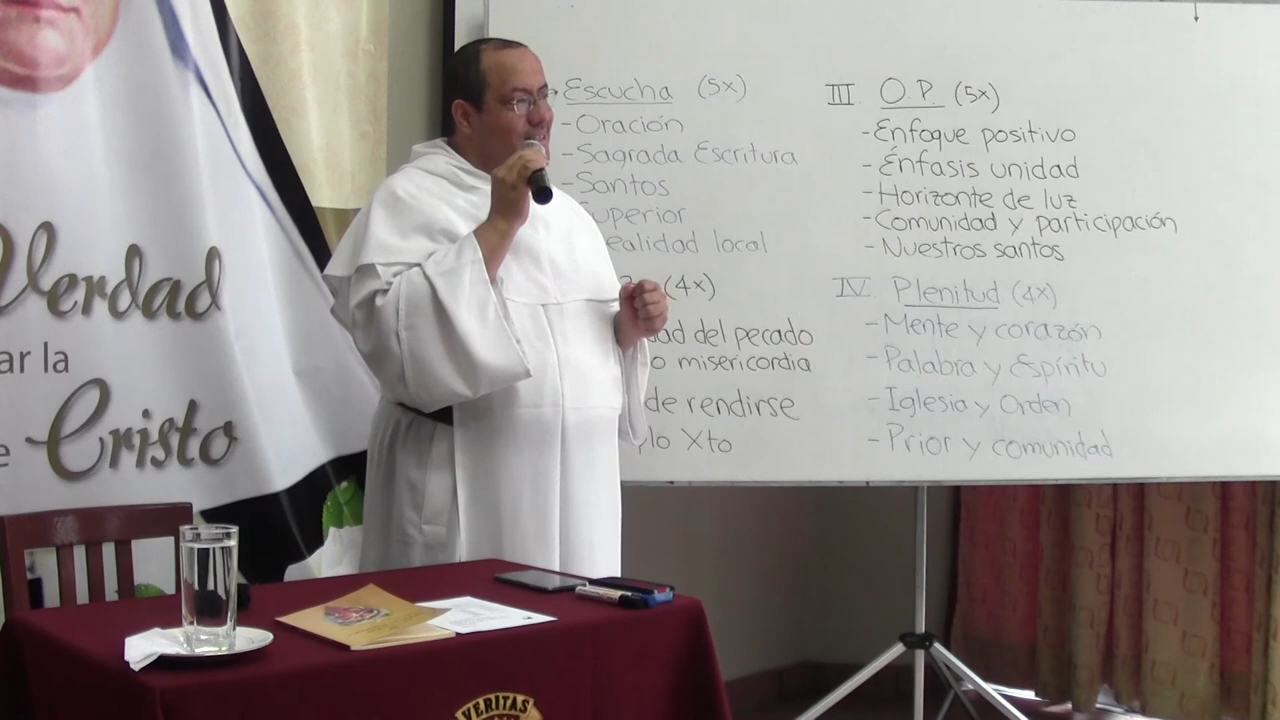 Verdad
ar la
e Cristo
Escucha (5x)
- Oración
- Sagrada Escritura
- Santos
uperior
ealidad local
(4x)
dad del pecado
o misericordia
de rendirse
lo Xto
III. O.P. (5x)
- Enfoque positivo
- Énfasis unidad
- Horizonte de luz
- Comunidad y participación
- Nuestros santos
IV. Plenitud (4x)
- Mente y corazón
- Palabra y Espíritu
- Iglesia y Orden
- Prior y comunidad
VERITAS